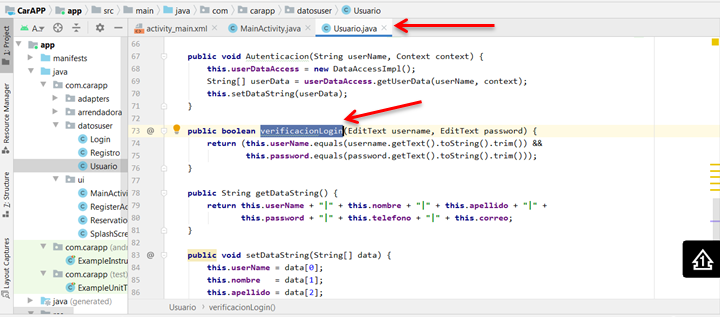 CarAPP app src main java com carapp datosuser Usuario
activity_main.xml MainActivity.java Usuario.java
1: Project
Resource Manager
Z: Structure
Layout Captures
app
manifests
java
com.carapp
adapters
arrendadora
datosuser
Login
Registro
Usuario
ui
MainActivi
RegisterAc
Reservatio
SplashScre
com.carapp (andr
ExampleInstru
com.carapp (test)
ExampleUnitT
java (generated)
66
67 public void Autenticacion(String userName, Context context) {
68 this.userDataAccess = new DataAccessImpl();
69 String[] userData = userDataAccess.getUserData(userName, context);
70 this.setDataString(userData);
71 }
72
73 @ public boolean verificacionLogin(EditText username, EditText password) {
74 return (this.userName.equals(username.getText().toString().trim()) &&
75 this.password.equals(password.getText().toString().trim()));
76 }
77
78 public String getDataString() {
79 return this.userName + "|" + this.nombre + "|" + this.apellido + "|" +
80 this.password + "|" + this.telefono + "|" + this.correo;
81 }
82
83 @ public void setDataString(String[] data) {
84 this.userName = data[0];
85 this.nombre = data[1];
86 this.apellido = data[2];
Usuario verificacionLogin()
1